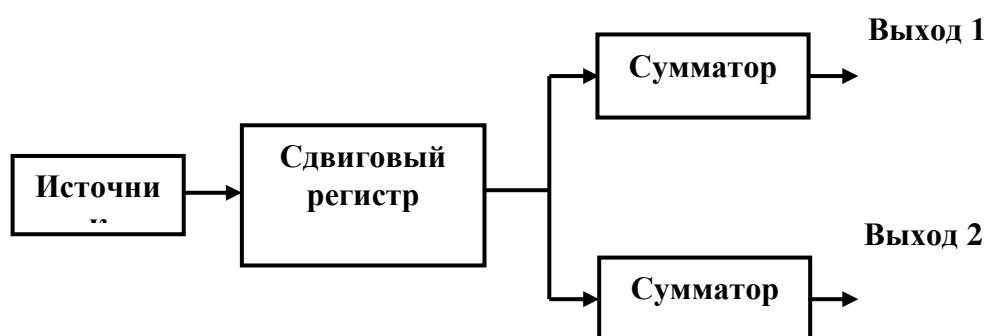 Выход 1
Сумматор
Сдвиговый
регистр
Источни
Выход 2
Сумматор